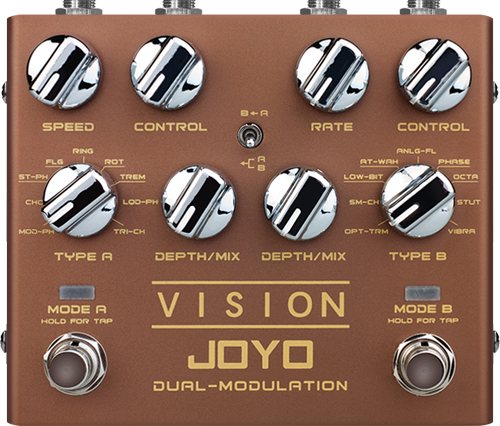 SPEED CONTROL RATE CONTROL
B←A
A
B
RING
FLG ROT
ST-PH TREM
CHO LOD-PH
MOD-PH TRI-CH
ANLG-FL
AT-WAH PHASE
LOW-BIT OCTA
SM-CH STUT
OPT-TRM VIBRA
TYPE A DEPTH/MIX DEPTH/MIX TYPE B
MODE A
HOLD FOR TAP
MODE B
HOLD FOR TAP
VISION
JOYO
DUAL-MODULATION